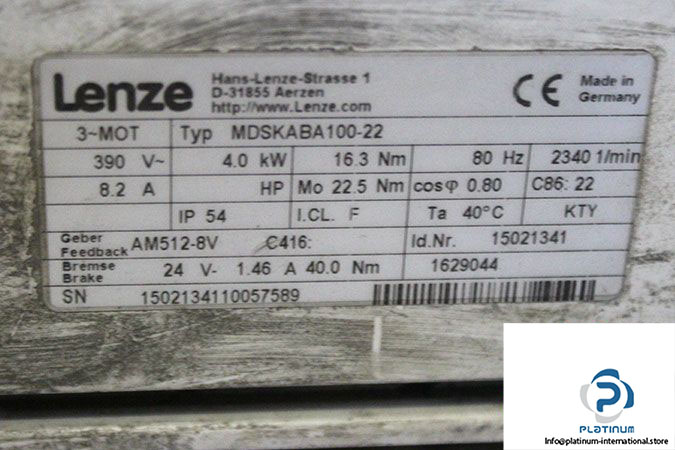 Lenze
Hans-Lenze-Strasse 1
D-31855 Aerzen
http://www.Lenze.com
CE
Made in
Germany
3~MOT Typ MDSKABA100-22
390 V~ 4.0 kW 16.3 Nm 80 Hz 2340 1/min
8.2 A HP Mo 22.5 Nm cosφ 0.80 C86: 22
IP 54 I.CL. F Ta 40°C KTY
Geber
Feedback AM512-8V C416: Id.Nr. 15021341
Bremse
Brake 24 V- 1.46 A 40.0 Nm 1629044
SN 1502134110057589
PLATINUM
Info@platinum-international.store